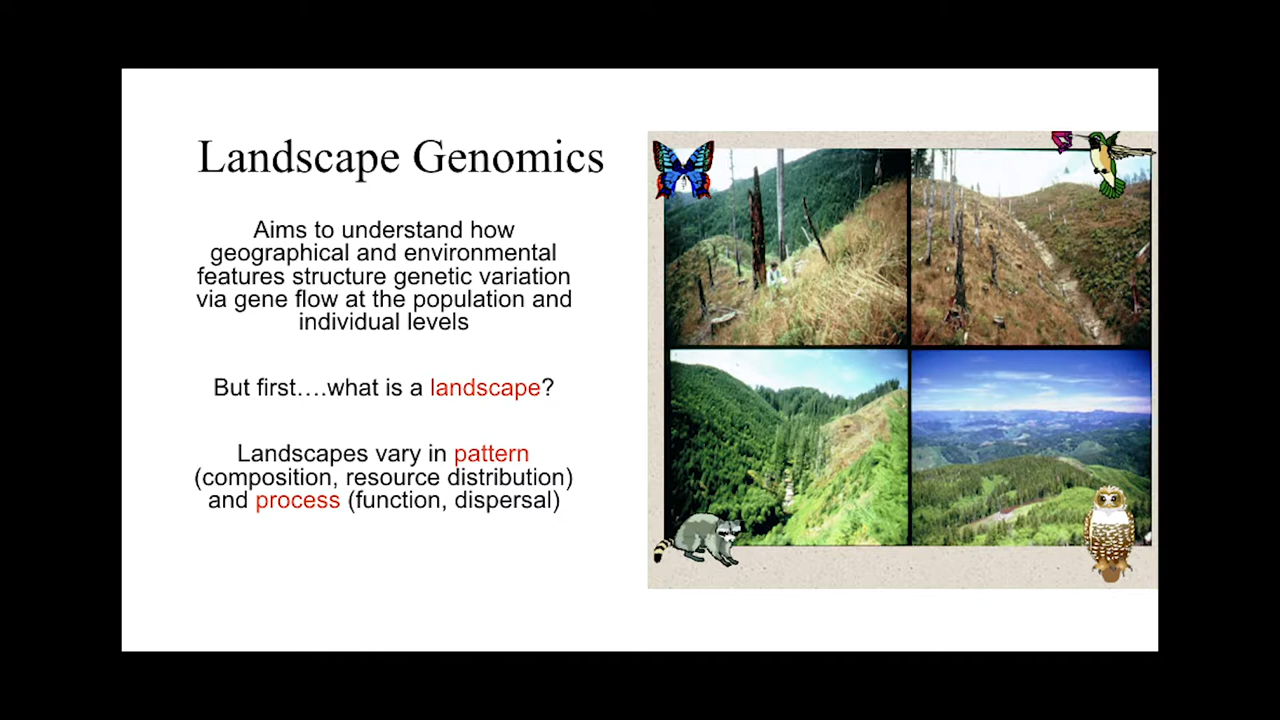 Landscape Genomics
Aims to understand how
geographical and environmental
features structure genetic variation
via gene flow at the population and
individual levels
But first….what is a landscape?
Landscapes vary in pattern
(composition, resource distribution)
and process (function, dispersal)